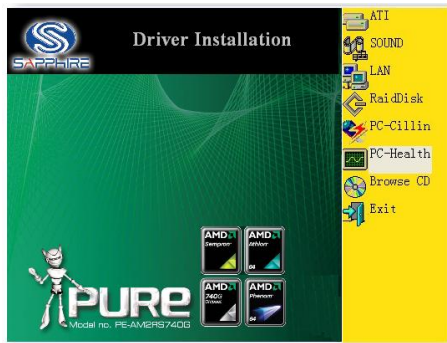 SAPPHIRE
Driver Installation
ATI
SOUND
LAN
RaidDisk
PC-Cillin
PC-Health
Browse CD
Exit
AMD
Sempron
AMD
Athlon
64
AMD
740G
AMD
Phenom
64
PURE
Model no. PE-AM2RS740G